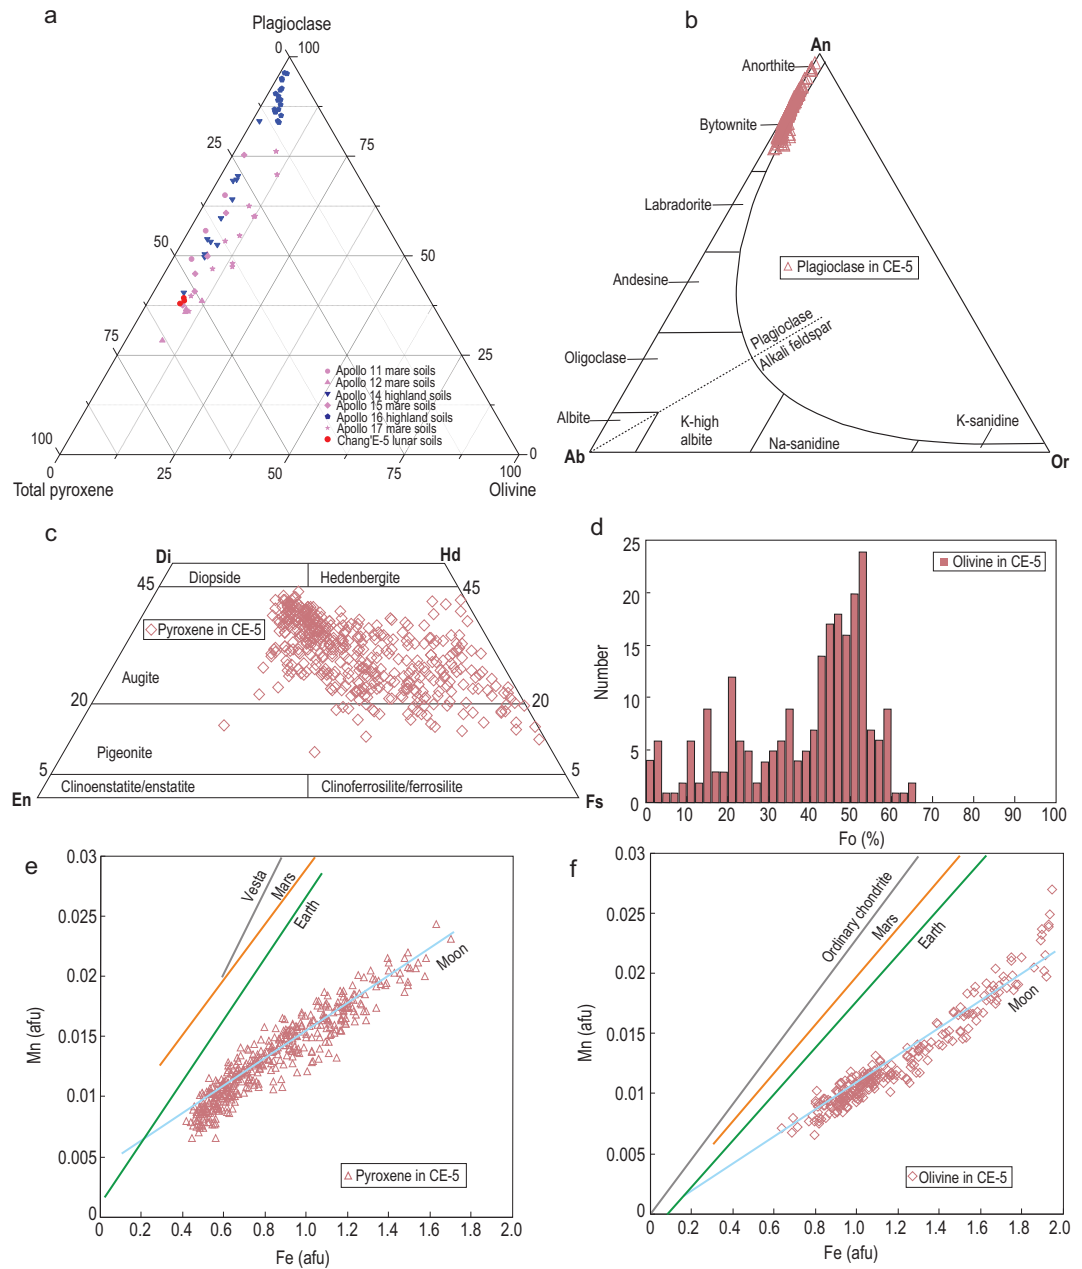 a
Plagioclase
0 100
25 75
50 50
75 25
100 0
0 25 50 75 100
Total pyroxene Olivine
Apollo 11 mare soils
Apollo 12 mare soils
Apollo 14 highland soils
Apollo 15 mare soils
Apollo 16 highland soils
Apollo 17 mare soils
Chang'E-5 lunar soils
b
An
Anorthite
Bytownite
Labradorite
Andesine
Oligoclase
Albite
Ab
Plagioclase in CE-5
Plagioclase
Alkali feldspar
K-high
albite
Na-sanidine
K-sanidine
Or
c
Di Hd
Diopside Hedenbergite
45 45
Pyroxene in CE-5
Augite
20 20
Pigeonite
5 5
Clinoenstatite/enstatite Clinoferrosilite/ferrosilite
En Fs
d
25
20
15
10
5
0
Number
Olivine in CE-5
0 10 20 30 40 50 60 70 80 90 100
Fo (%)
e
0.03
0.025
0.02
0.015
0.01
0.005
0
Mn (afu)
Vesta
Mars
Earth
Moon
Pyroxene in CE-5
0 0.2 0.4 0.6 0.8 1.0 1.2 1.4 1.6 1.8 2.0
Fe (afu)
f
0.03
0.025
0.02
0.015
0.01
0.005
0
Mn (afu)
Ordinary chondrite
Mars
Earth
Moon
Olivine in CE-5
0 0.2 0.4 0.6 0.8 1.0 1.2 1.4 1.6 1.8 2.0
Fe (afu)